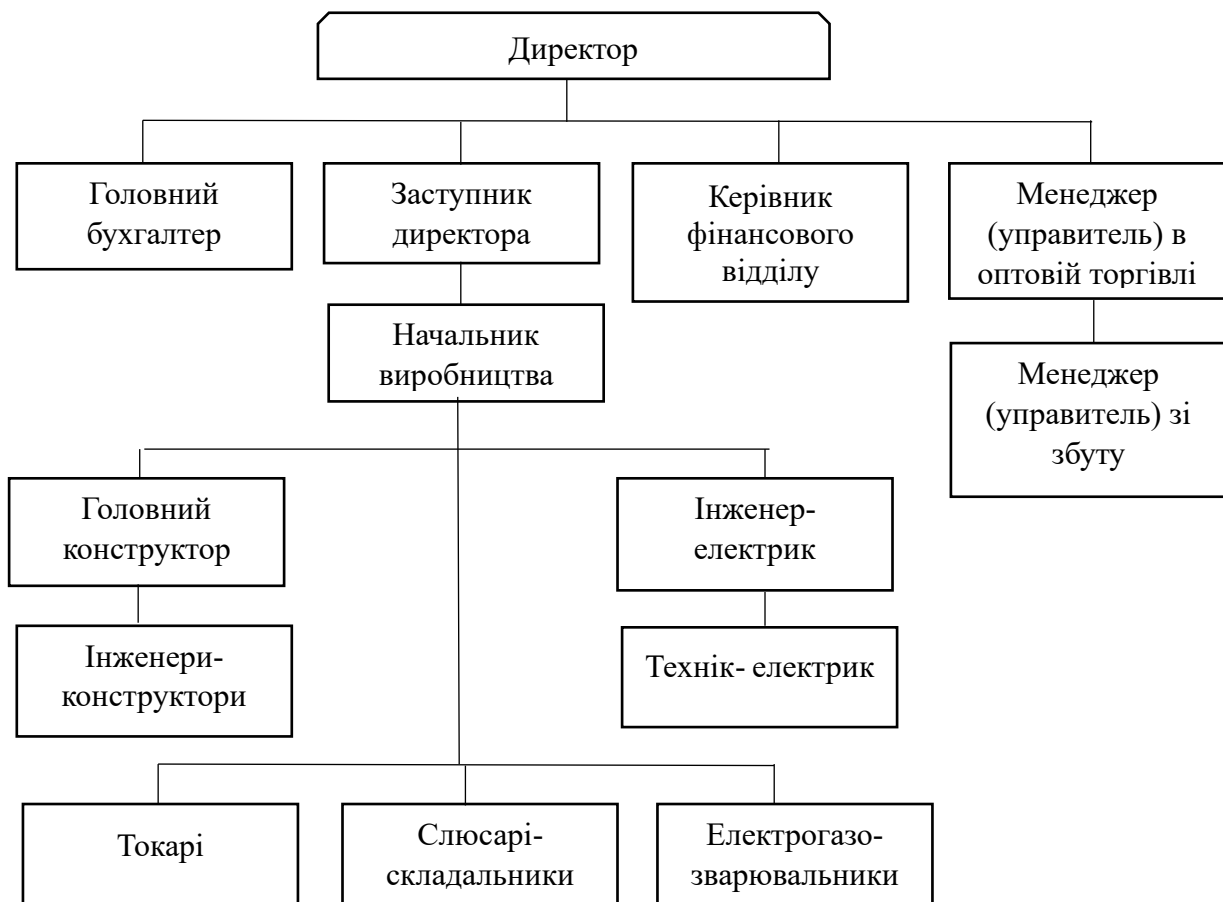 Директор
Головний
бухгалтер
Заступник
директора
Керівник
фінансового
відділу
Менеджер
(управитель) в
оптовій торгівлі
Начальник
виробництва
Менеджер
(управитель) зі
збуту
Головний
конструктор
Інженер-
електрик
Інженери-
конструктори
Технік- електрик
Токарі
Слюсарі-
складальники
Електрогазо-
зварювальники